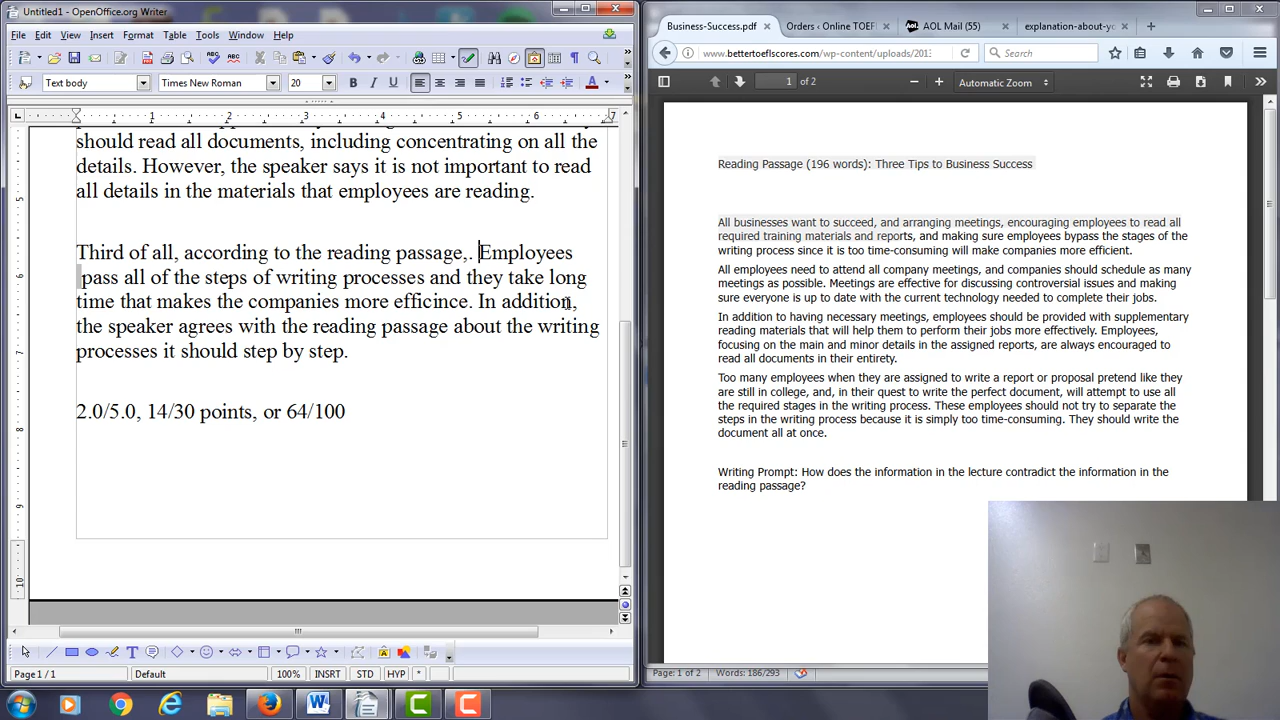 Untitled1 - OpenOffice.org Writer
File Edit View Insert Format Table Tools Window Help
Text body Times New Roman 20
1 2 3 4 5 6 7
should read all documents, including concentrating on all the
details. However, the speaker says it is not important to read
all details in the materials that employees are reading.
Third of all, according to the reading passage,. Employees
pass all of the steps of writing processes and they take long
time that makes the companies more efficince. In addition,
the speaker agrees with the reading passage about the writing
processes it should step by step.
2.0/5.0, 14/30 points, or 64/100
Page 1 / 1 Default 100% INSRT STD HYP * Words: 186/293
Business-Success.pdf Orders ‹ Online TOEFL AOL Mail (55) explanation-about-yo
www.bettertoeflscores.com/wp-content/uploads/2013 Search
1 of 2 Automatic Zoom
Reading Passage (196 words): Three Tips to Business Success
All businesses want to succeed, and arranging meetings, encouraging employees to read all
required training materials and reports, and making sure employees bypass the stages of the
writing process since it is too time-consuming will make companies more efficient.
All employees need to attend all company meetings, and companies should schedule as many
meetings as possible. Meetings are effective for discussing controversial issues and making
sure everyone is up to date with the current technology needed to complete their jobs.
In addition to having necessary meetings, employees should be provided with supplementary
reading materials that will help them to perform their jobs more effectively. Employees,
focusing on the main and minor details in the assigned reports, are always encouraged to
read all documents in their entirety.
Too many employees when they are assigned to write a report or proposal pretend like they
are still in college, and, in their quest to write the perfect document, will attempt to use all
the required stages in the writing process. These employees should not try to separate the
steps in the writing process because it is simply too time-consuming. They should write the
document all at once.
Writing Prompt: How does the information in the lecture contradict the information in the
reading passage?
Page: 1 of 2 Words: 186/293